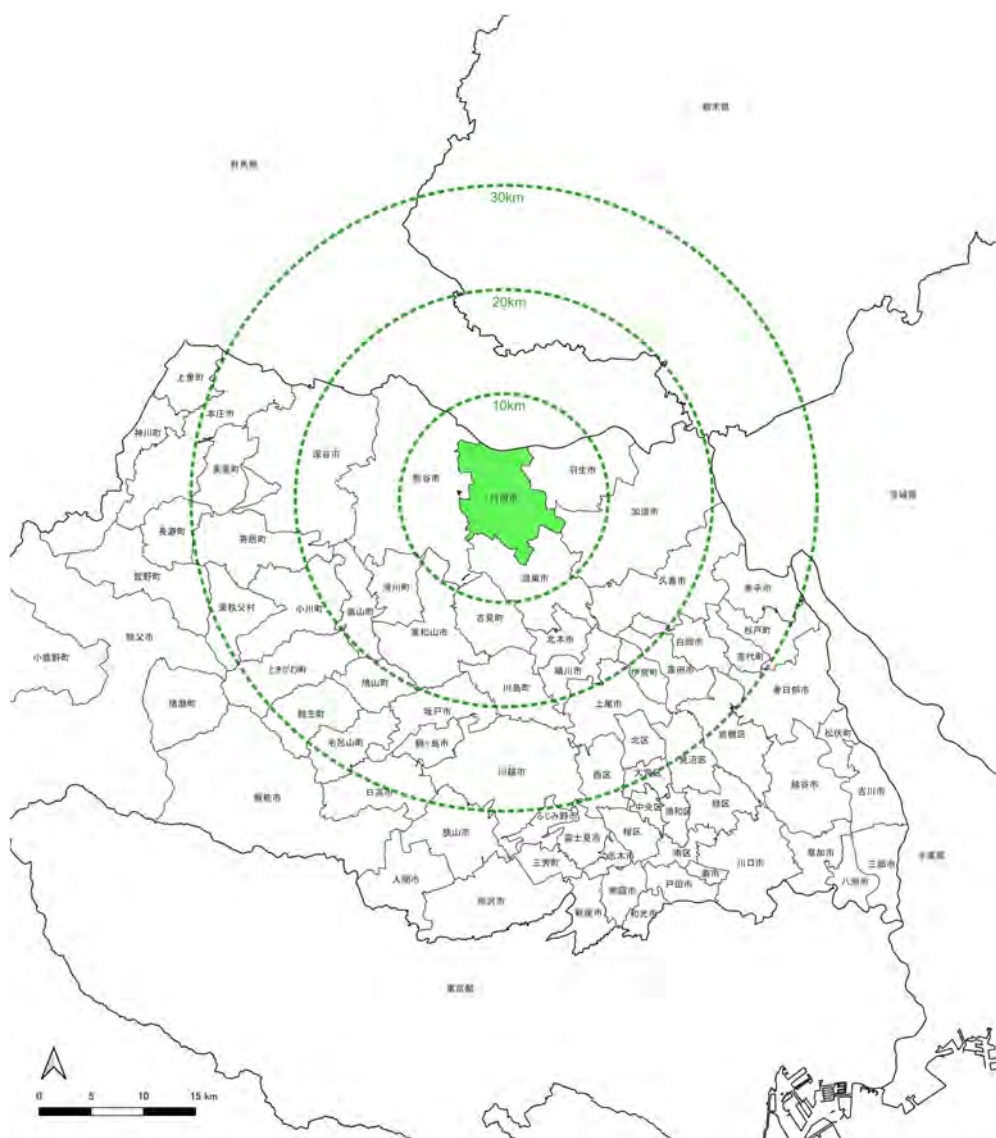 栃木県
群馬県
30km
20km
上里町
本庄市
10km
神川町
深谷市
美里町
熊谷市
羽生市
行田市
茨城県
加須市
長瀞町
寄居町
鴻巣市
皆野町
久喜市
幸手市
滑川町
東秩父村
小川町
嵐山町
吉見町
杉戸町
秩父市
東松山市
北本市
白岡市
宮代町
小鹿野町
ときがわ町
桶川市
伊奈町
蓮田市
鳩山町
川島町
春日部市
横瀬町
上尾市
越生町
坂戸市
毛呂山町
鶴ヶ島市
北区
岩槻区
松伏町
川越市
西区
大宮区
見沼区
飯能市
日高市
越谷市
吉川市
中央区
浦和区
緑区
ふじみ野市
狭山市
富士見市
桜区
三芳町
志木市
南区
川口市
草加市
三郷市
千葉県
入間市
蕨市
八潮市
所沢市
朝霞市
戸田市
新座市
和光市
東京都
0 5 10 15 km